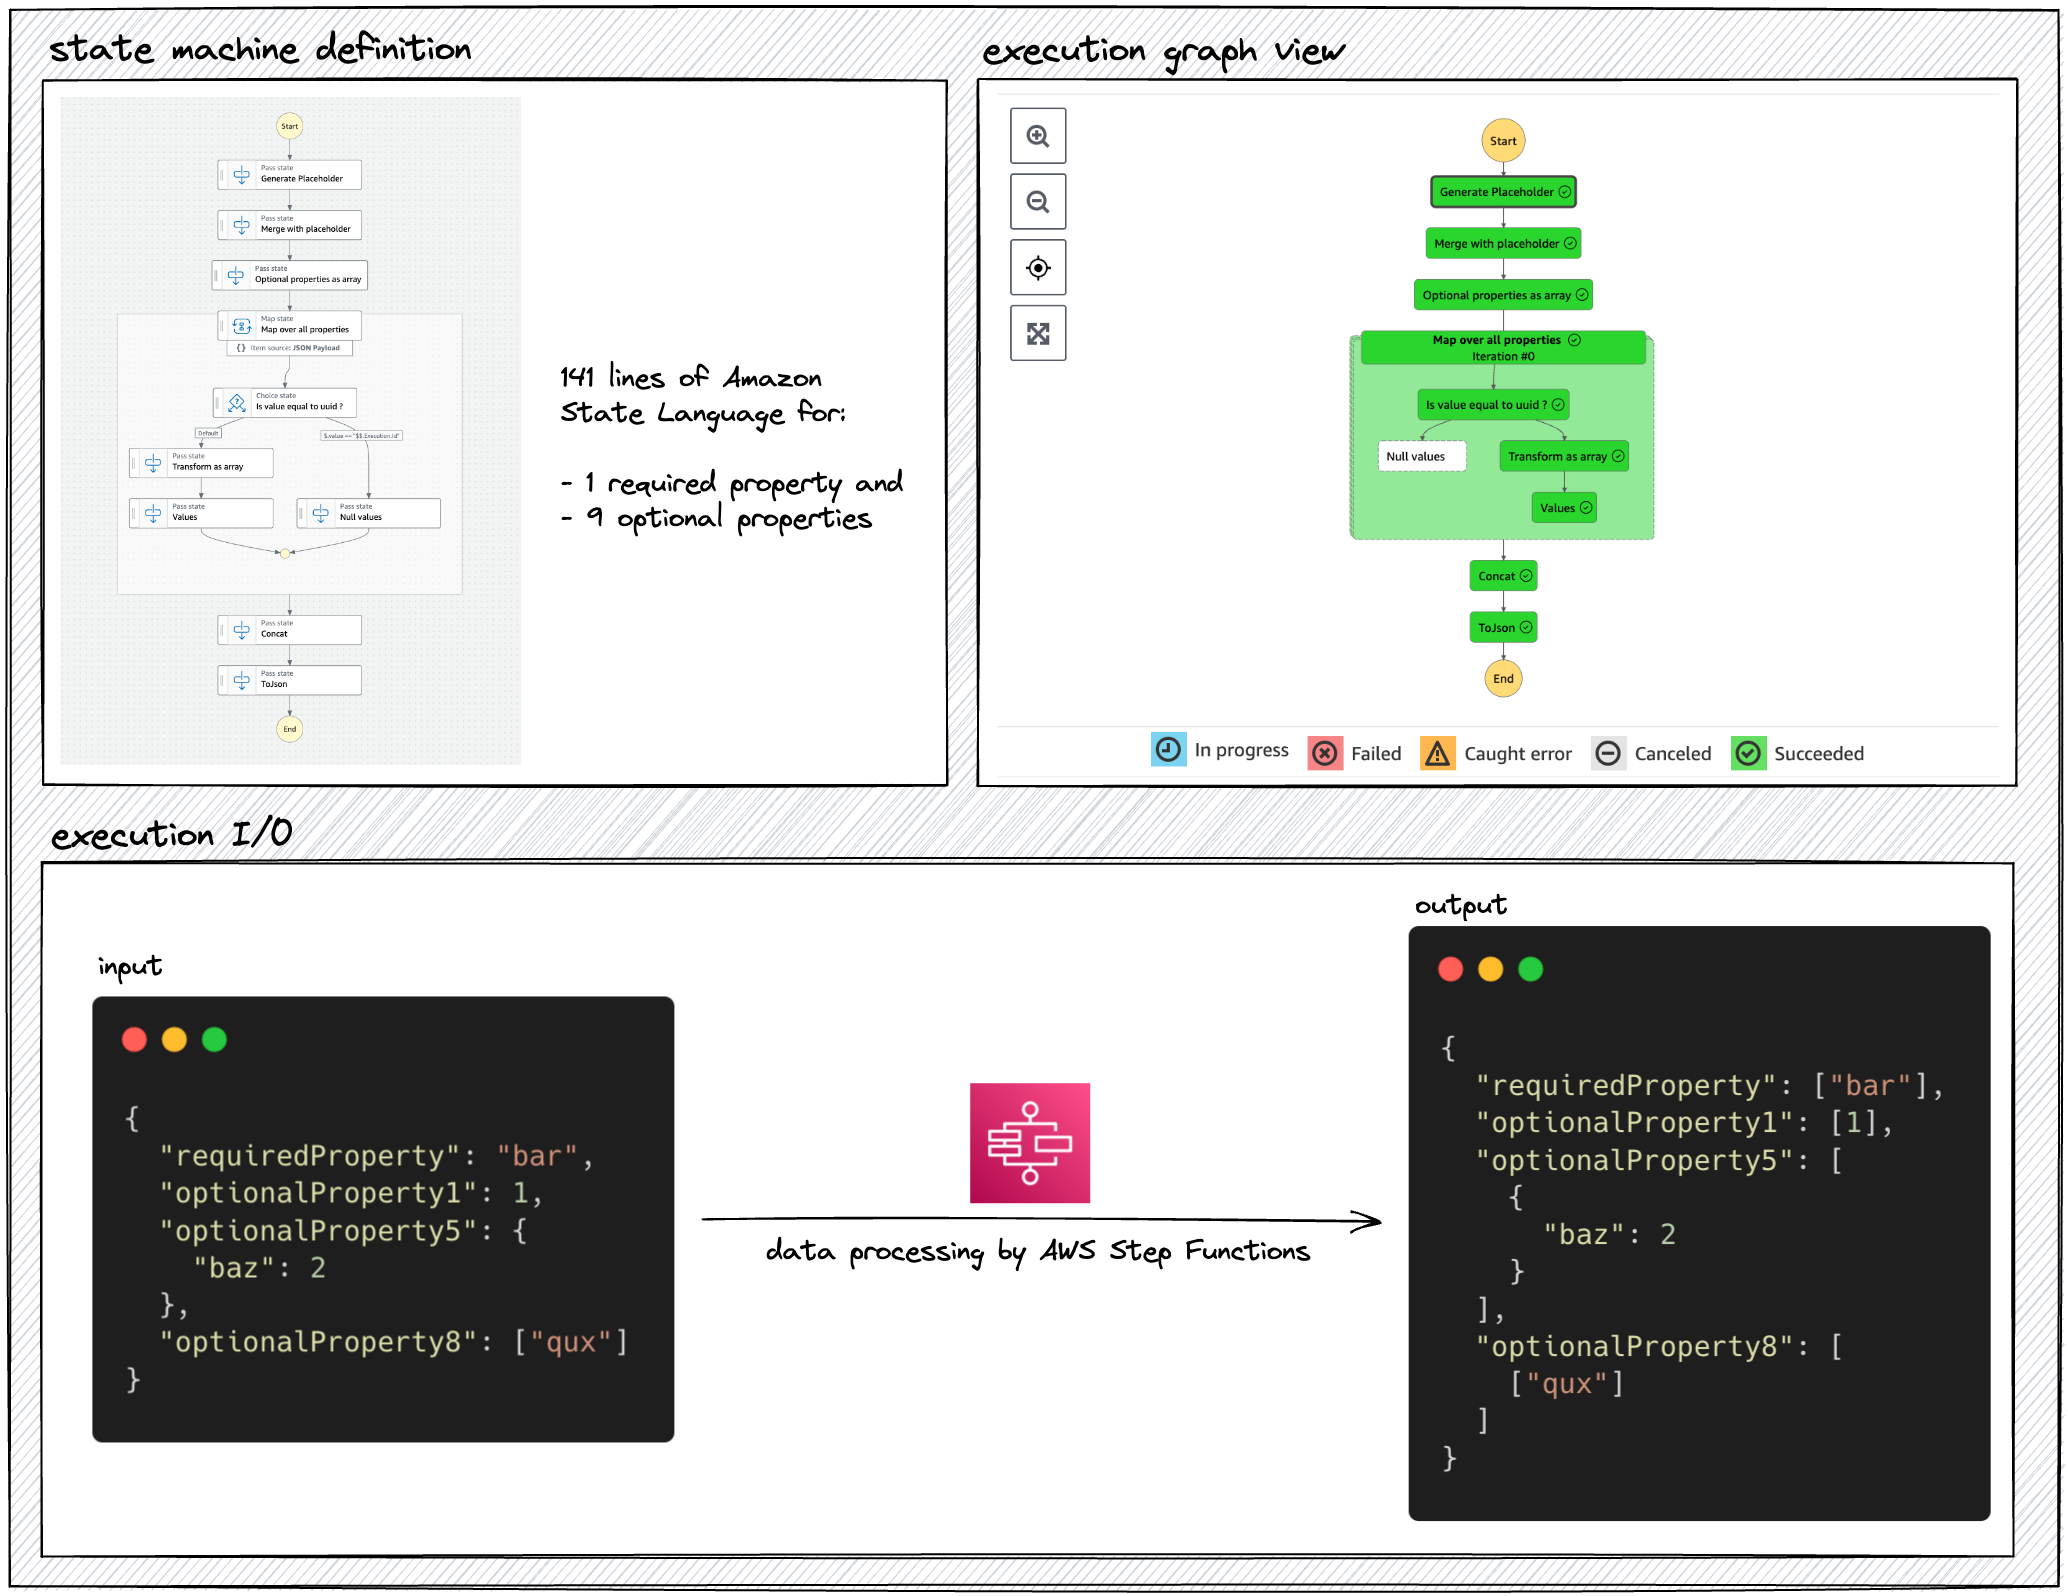 state machine definition
Start
Pass state
Generate Placeholder
Pass state
Merge with placeholder
Pass state
Optional properties as array
Map state
Map over all properties
{} Item source: JSON Payload
Choice state
Is value equal to uuid ?
Default
$.value == "$$.Execution.Id"
Pass state
Transform as array
Pass state
Values
Pass state
Null values
Pass state
Concat
Pass state
ToJson
End
141 lines of Amazon
State Language for:
- 1 required property and
- 9 optional properties
execution graph view
Start
Generate Placeholder
Merge with placeholder
Optional properties as array
Map over all properties
Iteration #0
Is value equal to uuid ?
Null values
Transform as array
Values
Concat
ToJson
End
In progress
Failed
Caught error
Canceled
Succeeded
execution I/O
input
{
"requiredProperty": "bar",
"optionalProperty1": 1,
"optionalProperty5": {
"baz": 2
},
"optionalProperty8": ["qux"]
}
data processing by AWS Step Functions
output
{
"requiredProperty": ["bar"],
"optionalProperty1": [1],
"optionalProperty5": [
{
"baz": 2
}
],
"optionalProperty8": [
["qux"]
]
}